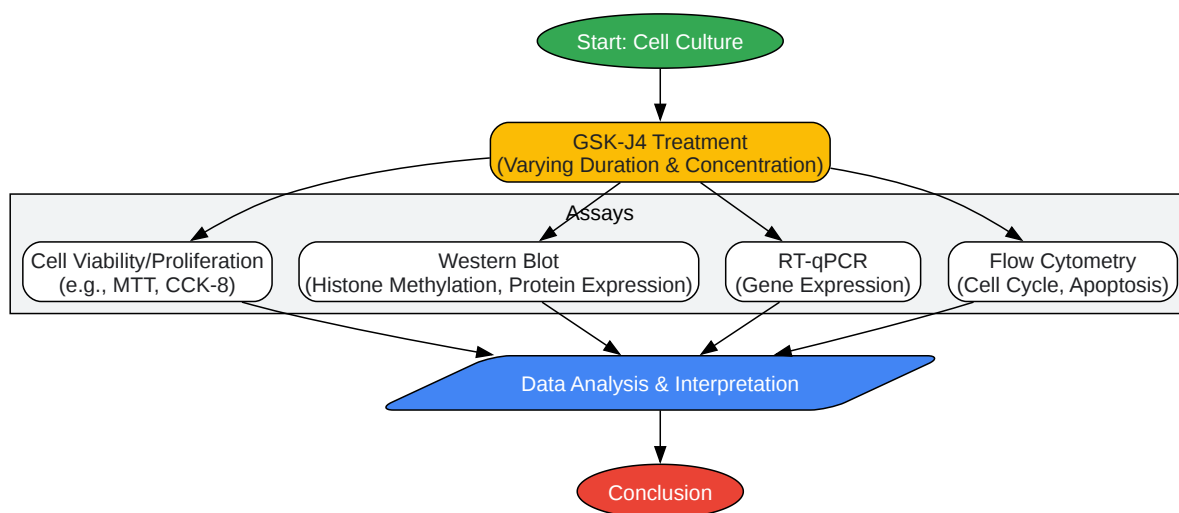 Start: Cell Culture
GSK-J4 Treatment
(Varying Duration & Concentration)
Assays
Cell Viability/Proliferation
(e.g., MTT, CCK-8)
Western Blot
(Histone Methylation, Protein Expression)
RT-qPCR
(Gene Expression)
Flow Cytometry
(Cell Cycle, Apoptosis)
Data Analysis & Interpretation
Conclusion